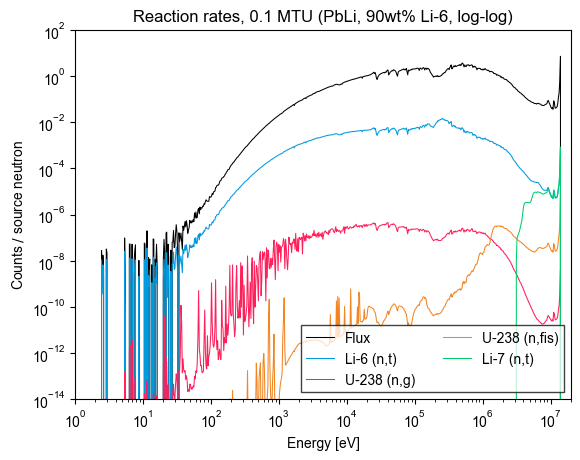 Reaction rates, 0.1 MTU (PbLi, 90wt% Li-6, log-log)
Counts / source neutron
10^2
10^0
10^−2
10^−4
10^−6
10^−8
10^−10
10^−12
10^−14
Flux
Li-6 (n,t)
U-238 (n,g)
U-238 (n,fis)
Li-7 (n,t)
10^0 10^1 10^2 10^3 10^4 10^5 10^6 10^7
Energy [eV]